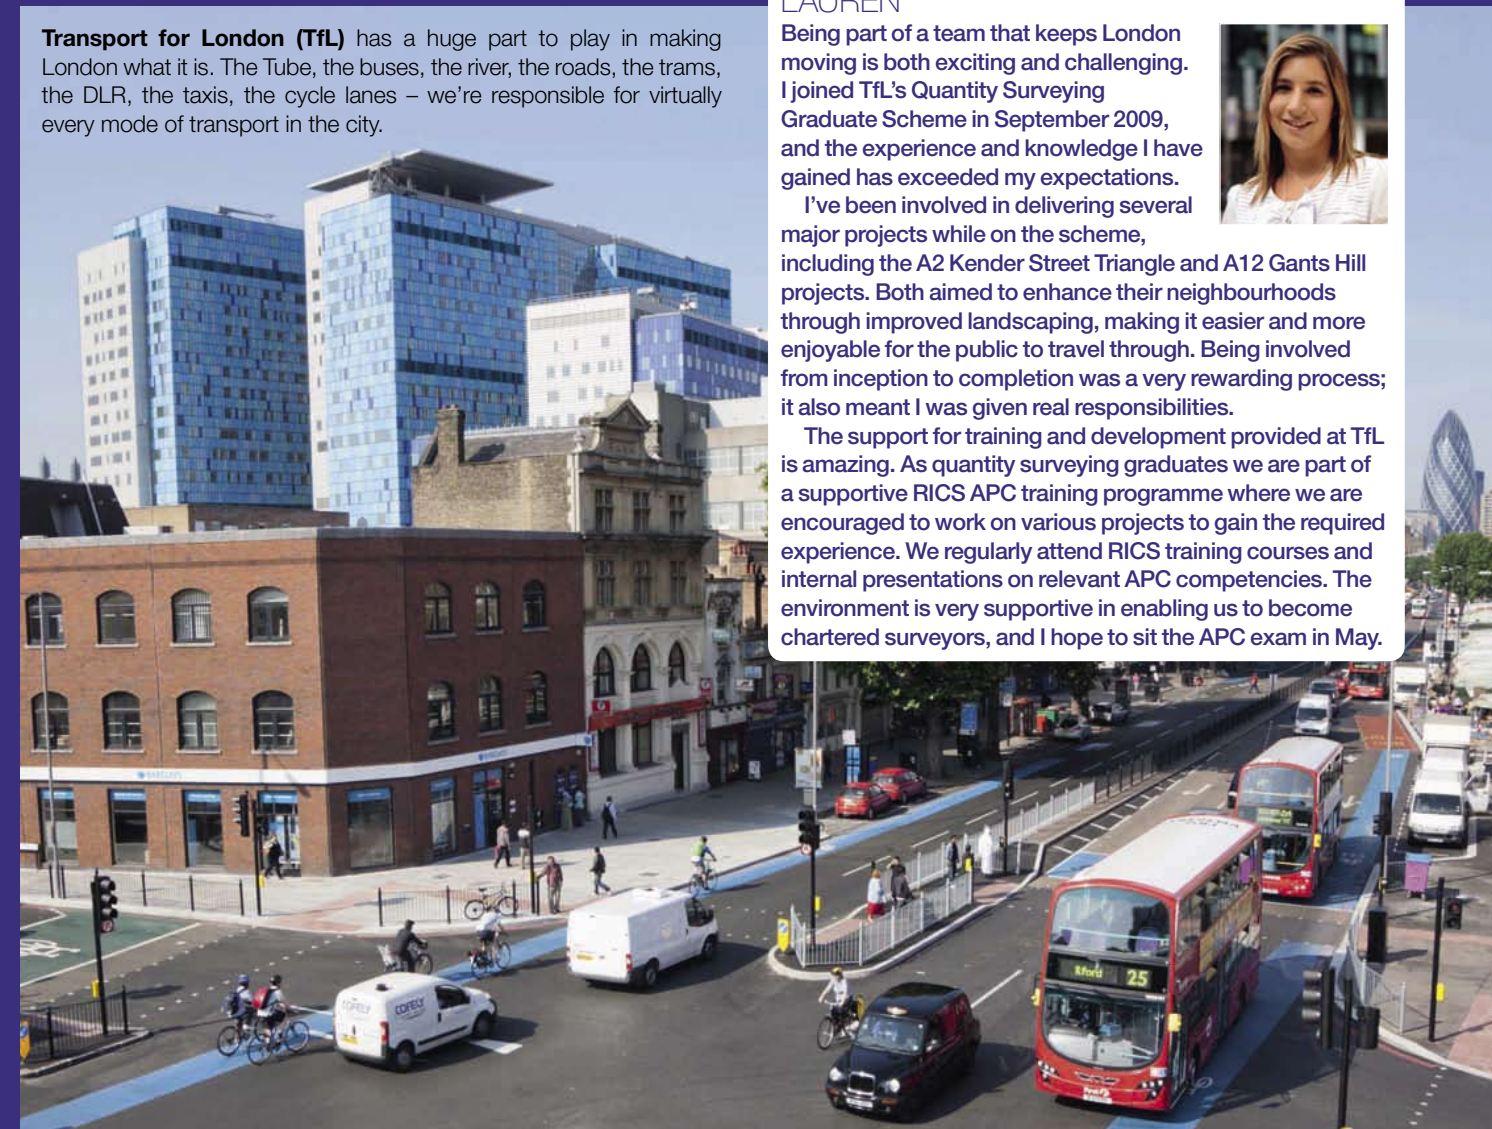 Transport for London (TfL) has a huge part to play in making
London what it is. The Tube, the buses, the river, the roads, the trams,
the DLR, the taxis, the cycle lanes – we're responsible for virtually
every mode of transport in the city.
LAUREN
Being part of a team that keeps London
moving is both exciting and challenging.
I joined TfL's Quantity Surveying
Graduate Scheme in September 2009,
and the experience and knowledge I have
gained has exceeded my expectations.
I've been involved in delivering several
major projects while on the scheme,
including the A2 Kender Street Triangle and A12 Gants Hill
projects. Both aimed to enhance their neighbourhoods
through improved landscaping, making it easier and more
enjoyable for the public to travel through. Being involved
from inception to completion was a very rewarding process;
it also meant I was given real responsibilities.
The support for training and development provided at TfL
is amazing. As quantity surveying graduates we are part of
a supportive RICS APC training programme where we are
encouraged to work on various projects to gain the required
experience. We regularly attend RICS training courses and
internal presentations on relevant APC competencies. The
environment is very supportive in enabling us to become
chartered surveyors, and I hope to sit the APC exam in May.
BARCLAYS
BARCLAYS
COFELY
COFELY
Ilford 25
First